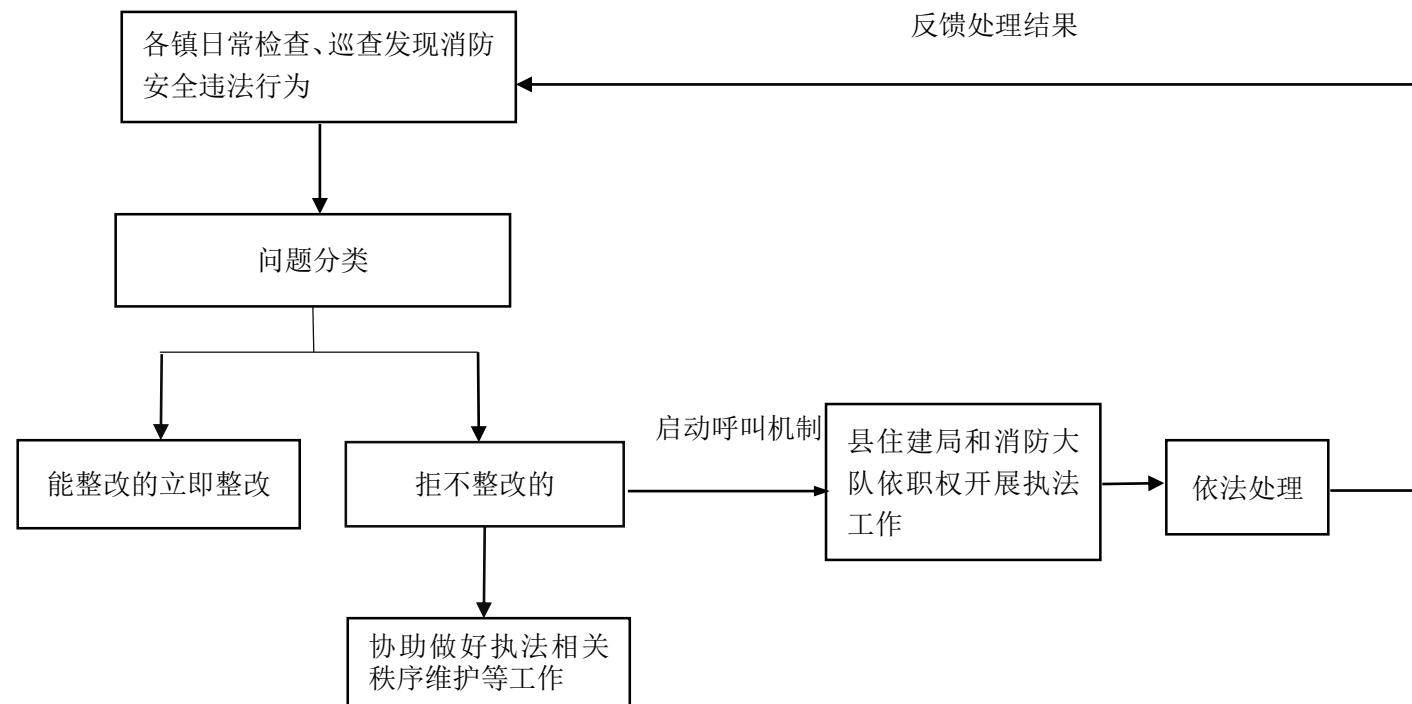 反馈处理结果
各镇日常检查、巡查发现消防
安全违法行为
问题分类
启动呼叫机制
能整改的立即整改
拒不整改的
县住建局和消防大
队依职权开展执法
工作
依法处理
协助做好执法相关
秩序维护等工作